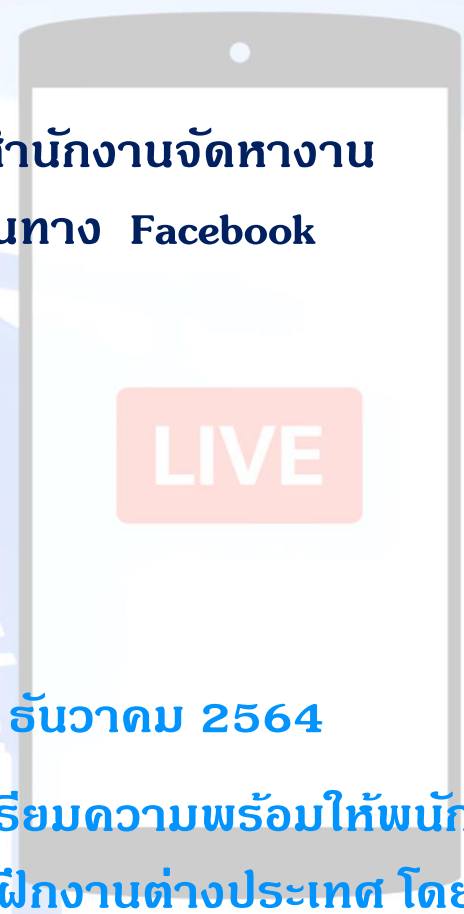 สำนักงานจัดหางาน
นทาง Facebook
LIVE
ธันวาคม 2564
รียมความพร้อมให้พนัก
ฝึกงานต่างประเทศ โดย